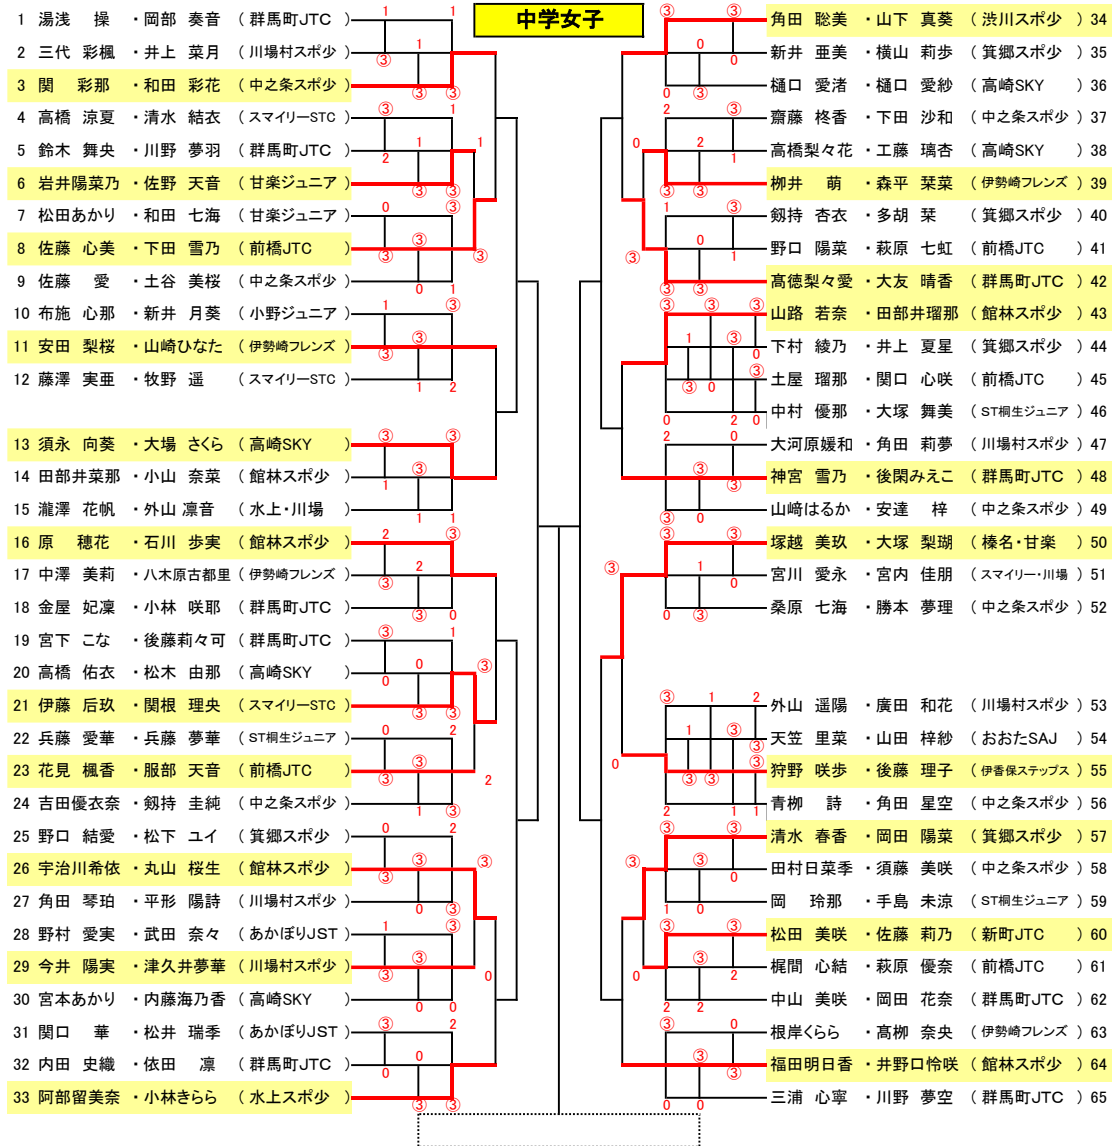 中学女子
1 湯浅 操 ・岡部 奏音 （群馬町JTC ）
2 三代 彩楓 ・井上 菜月 （川場村スポ少 ）
3 関 彩那 ・和田 彩花 （中之条スポ少 ）
4 高橋 涼夏 ・清水 結衣 （スマイリーSTC ）
5 鈴木 舞央 ・川野 夢羽 （群馬町JTC ）
6 岩井陽菜乃 ・佐野 天音 （甘楽ジュニア ）
7 松田あかり ・和田 七海 （甘楽ジュニア ）
8 佐藤 心美 ・下田 雪乃 （前橋JTC ）
9 佐藤 愛 ・土谷 美桜 （中之条スポ少 ）
10 布施 心那 ・新井 月葵 （小野ジュニア ）
11 安田 梨桜 ・山崎ひなた （伊勢崎フレンズ ）
12 藤澤 実亜 ・牧野 遥 （スマイリーSTC ）
13 須永 向葵 ・大場 さくら （高崎SKY ）
14 田部井菜那 ・小山 奈菜 （館林スポ少 ）
15 瀧澤 花帆 ・外山 凛音 （水上・川場 ）
16 原 穂花 ・石川 歩実 （館林スポ少 ）
17 中澤 美莉 ・八木原古都里 （伊勢崎フレンズ ）
18 金屋 妃凜 ・小林 咲耶 （群馬町JTC ）
19 宮下 こな ・後藤莉々可 （群馬町JTC ）
20 高橋 佑衣 ・松木 由那 （高崎SKY ）
21 伊藤 后玖 ・関根 理央 （スマイリーSTC ）
22 兵藤 愛華 ・兵藤 夢華 （ST桐生ジュニア ）
23 花見 楓香 ・服部 天音 （前橋JTC ）
24 吉田優衣奈 ・剱持 圭純 （中之条スポ少 ）
25 野口 結愛 ・松下 ユイ （箕郷スポ少 ）
26 宇治川希依 ・丸山 桜生 （館林スポ少 ）
27 角田 琴珀 ・平形 陽詩 （川場村スポ少 ）
28 野村 愛実 ・武田 奈々 （あかぼりJST ）
29 今井 陽実 ・津久井夢華 （川場村スポ少 ）
30 宮本あかり ・内藤海乃香 （高崎SKY ）
31 関口 華 ・松井 瑞季 （あかぼりJST ）
32 内田 史織 ・依田 凛 （群馬町JTC ）
33 阿部留美奈 ・小林きらら （水上スポ少 ）
角田 聡美 ・山下 真葵 （渋川スポ少 ） 34
新井 亜美 ・横山 莉歩 （箕郷スポ少 ） 35
樋口 愛渚 ・樋口 愛紗 （高崎SKY ） 36
齋藤 柊香 ・下田 沙和 （中之条スポ少 ） 37
高橋梨々花 ・工藤 璃杏 （高崎SKY ） 38
栁井 萌 ・森平 栞菜 （伊勢崎フレンズ ） 39
剱持 杏衣 ・多胡 栞 （箕郷スポ少 ） 40
野口 陽菜 ・萩原 七虹 （前橋JTC ） 41
髙德梨々愛 ・大友 晴香 （群馬町JTC ） 42
山路 若奈 ・田部井瑠那 （館林スポ少 ） 43
下村 綾乃 ・井上 夏星 （箕郷スポ少 ） 44
土屋 瑠那 ・関口 心咲 （前橋JTC ） 45
中村 優那 ・大塚 舞美 （ST桐生ジュニア ） 46
大河原媛和 ・角田 莉夢 （川場村スポ少 ） 47
神宮 雪乃 ・後閑みえこ （群馬町JTC ） 48
山﨑はるか ・安達 梓 （中之条スポ少 ） 49
塚越 美玖 ・大塚 梨瑚 （榛名・甘楽 ） 50
宮川 愛永 ・宮内 佳朋 （スマイリー・川場 ） 51
桑原 七海 ・勝本 夢理 （中之条スポ少 ） 52
外山 遥陽 ・廣田 和花 （川場村スポ少 ） 53
天笠 里菜 ・山田 梓紗 （おおたSAJ ） 54
狩野 咲歩 ・後藤 理子 （伊香保ステップス ） 55
青栁 詩 ・角田 星空 （中之条スポ少 ） 56
清水 春香 ・岡田 陽菜 （箕郷スポ少 ） 57
田村日菜季 ・須藤 美咲 （中之条スポ少 ） 58
岡 玲那 ・手島 未涼 （ST桐生ジュニア ） 59
松田 美咲 ・佐藤 莉乃 （新町JTC ） 60
梶間 心結 ・萩原 優奈 （前橋JTC ） 61
中山 美咲 ・岡田 花奈 （群馬町JTC ） 62
根岸くらら ・髙栁 奈央 （伊勢崎フレンズ ） 63
福田明日香 ・井野口怜咲 （館林スポ少 ） 64
三浦 心寧 ・川野 夢空 （群馬町JTC ） 65